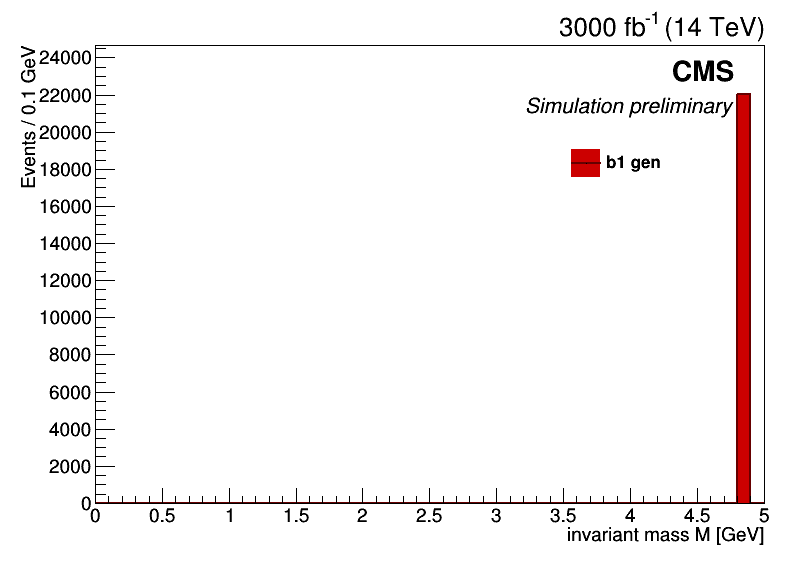 3000 fb-1 (14 TeV)
CMS
Simulation preliminary
b1 gen
Events / 0.1 GeV
24000
22000
20000
18000
16000
14000
12000
10000
8000
6000
4000
2000
0
0 0.5 1 1.5 2 2.5 3 3.5 4 4.5 5
invariant mass M [GeV]